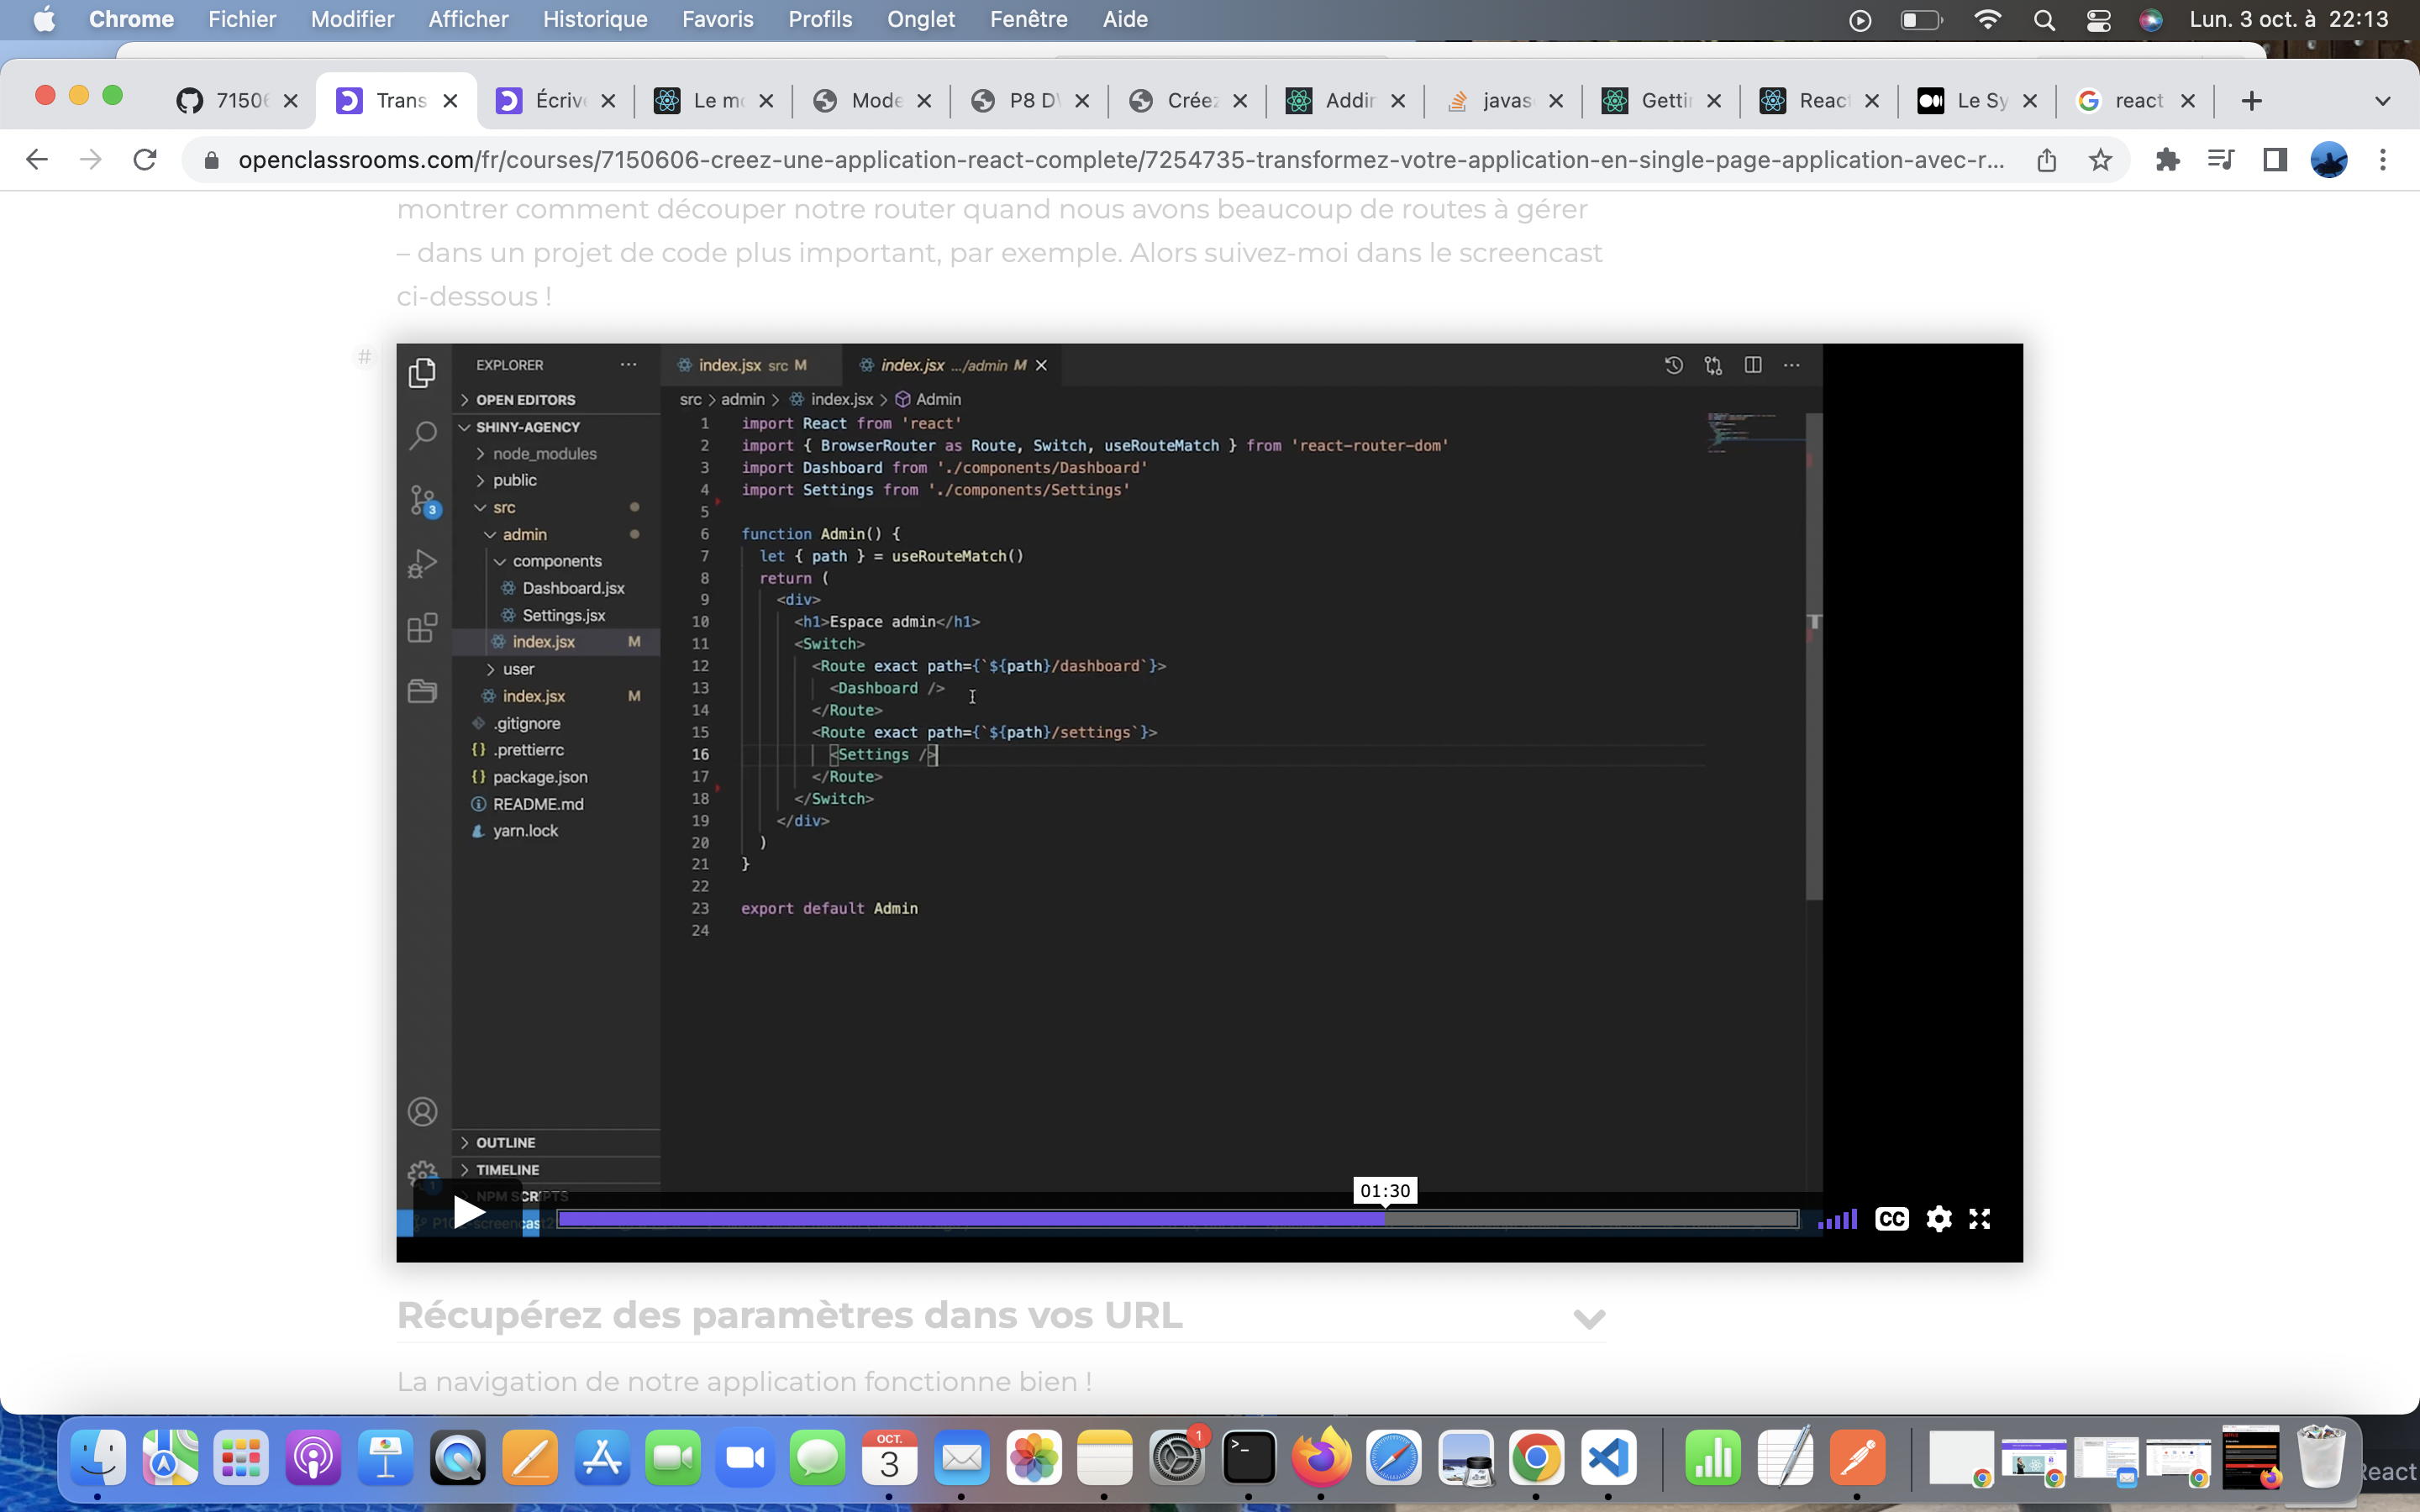 Chrome Fichier Modifier Afficher Historique Favoris Profils Onglet Fenêtre Aide Lun. 3 oct. à 22:13
7150 Trans Écriv Le m Mode P8 D Crée Addi javas Getti Reac Le Sy react
openclassrooms.com/fr/courses/7150606-creez-une-application-react-complete/7254735-transformez-votre-application-en-single-page-application-avec-r...
montrer comment découper notre router quand nous avons beaucoup de routes à gérer
– dans un projet de code plus important, par exemple. Alors suivez-moi dans le screencast
ci-dessous !
#
EXPLORER ···
OPEN EDITORS
SHINY-AGENCY
node_modules
public
3
src
admin
components
Dashboard.jsx
Settings.jsx
index.jsx M
user
index.jsx M
.gitignore
{} .prettierrc
{} package.json
README.md
yarn.lock
OUTLINE
TIMELINE
1
NPM SCRIPTS
index.jsx src M index.jsx .../admin M
src > admin > index.jsx > Admin
1 import React from 'react'
2 import { BrowserRouter as Route, Switch, useRouteMatch } from 'react-router-dom'
3 import Dashboard from './components/Dashboard'
4 import Settings from './components/Settings'
5
6 function Admin() {
7 let { path } = useRouteMatch()
8 return (
9 <div>
10 <h1>Espace admin</h1>
11 <Switch>
12 <Route exact path={`${path}/dashboard`}>
13 <Dashboard />
14 </Route>
15 <Route exact path={`${path}/settings`}>
16 <Settings />
17 </Route>
18 </Switch>
19 </div>
20 )
21 }
22
23 export default Admin
24
01:30
CC
Récupérez des paramètres dans vos URL
La navigation de notre application fonctionne bien !
OCT.
3
1
React